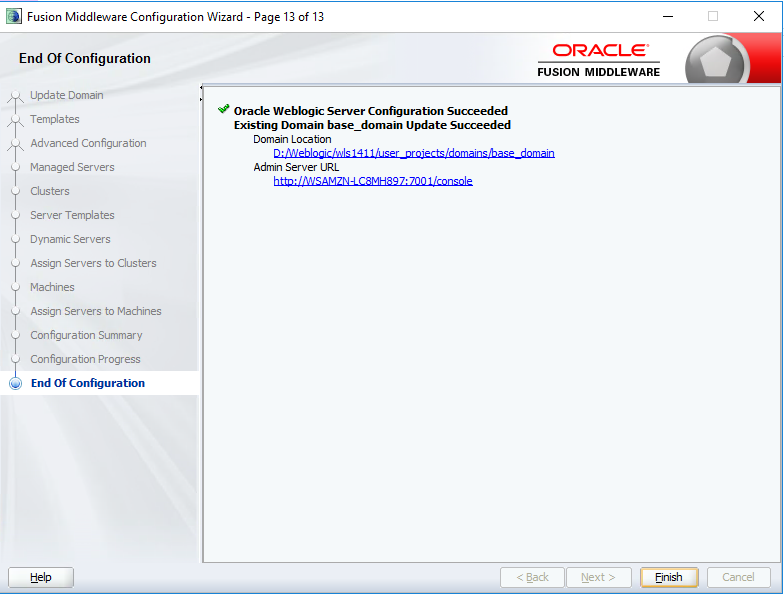 Fusion Middleware Configuration Wizard - Page 13 of 13
End Of Configuration
ORACLE
FUSION MIDDLEWARE
Update Domain
Templates
Advanced Configuration
Managed Servers
Clusters
Server Templates
Dynamic Servers
Assign Servers to Clusters
Machines
Assign Servers to Machines
Configuration Summary
Configuration Progress
End Of Configuration
Oracle Weblogic Server Configuration Succeeded
Existing Domain base_domain Update Succeeded
Domain Location
D:/Weblogic/wls1411/user_projects/domains/base_domain
Admin Server URL
http://WSAMZN-LC8MH897:7001/console
Help
< Back
Next >
Finish
Cancel